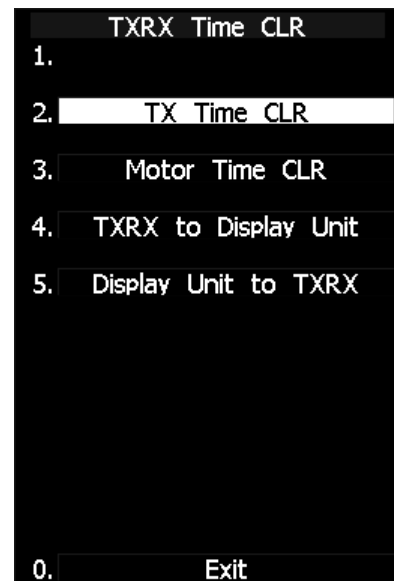 TXRX Time CLR
1.
2. TX Time CLR
3. Motor Time CLR
4. TXRX to Display Unit
5. Display Unit to TXRX
0. Exit